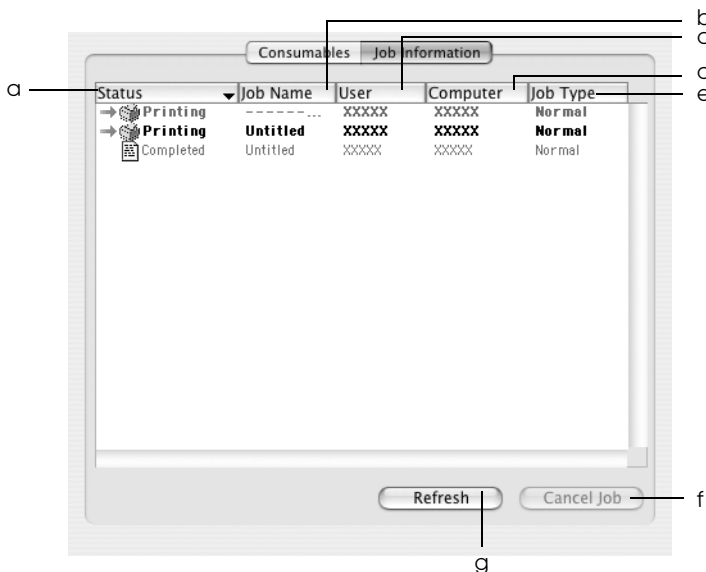 b
Consumables Job Information c
d
a Status Job Name User Computer Job Type e
Printing ------... XXXXX XXXXX Normal
Printing Untitled XXXXX XXXXX Normal
Completed Untitled XXXXX XXXXX Normal
Refresh Cancel Job f
g